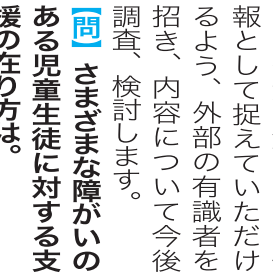 報として捉えていただけ
るよう、外部の有識者を
招き、内容について今後
調査、検討します。
【問】さまざまな障がいの
ある児童生徒に対する支
援の在り方は。